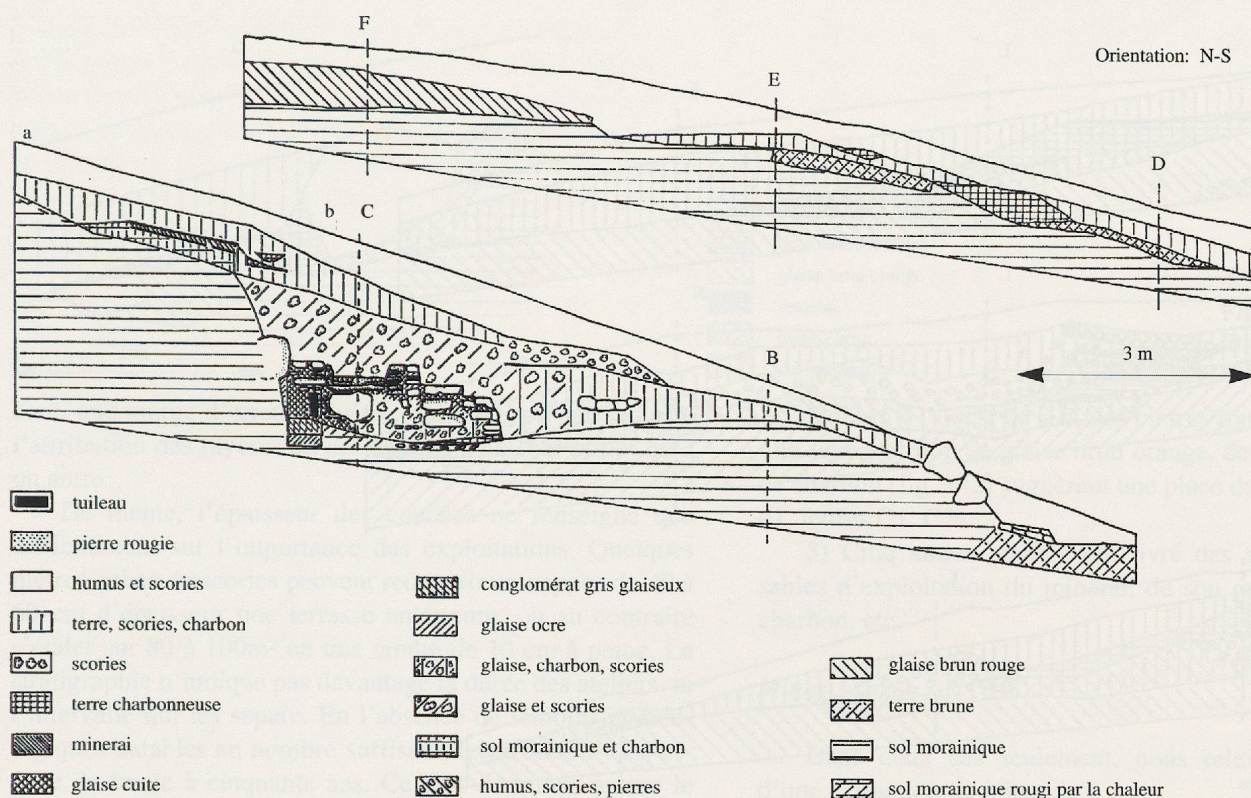 F
Orientation: N-S
E
a
D
b
C
B
3 m
tuileau
pierre rougie
humus et scories
terre, scories, charbon
scories
terre charbonneuse
minerai
glaise cuite
conglomérat gris glaiseux
glaise ocre
glaise, charbon, scories
glaise et scories
sol morainique et charbon
humus, scories, pierres
glaise brun rouge
terre brune
sol morainique
sol morainique rougi par la chaleur